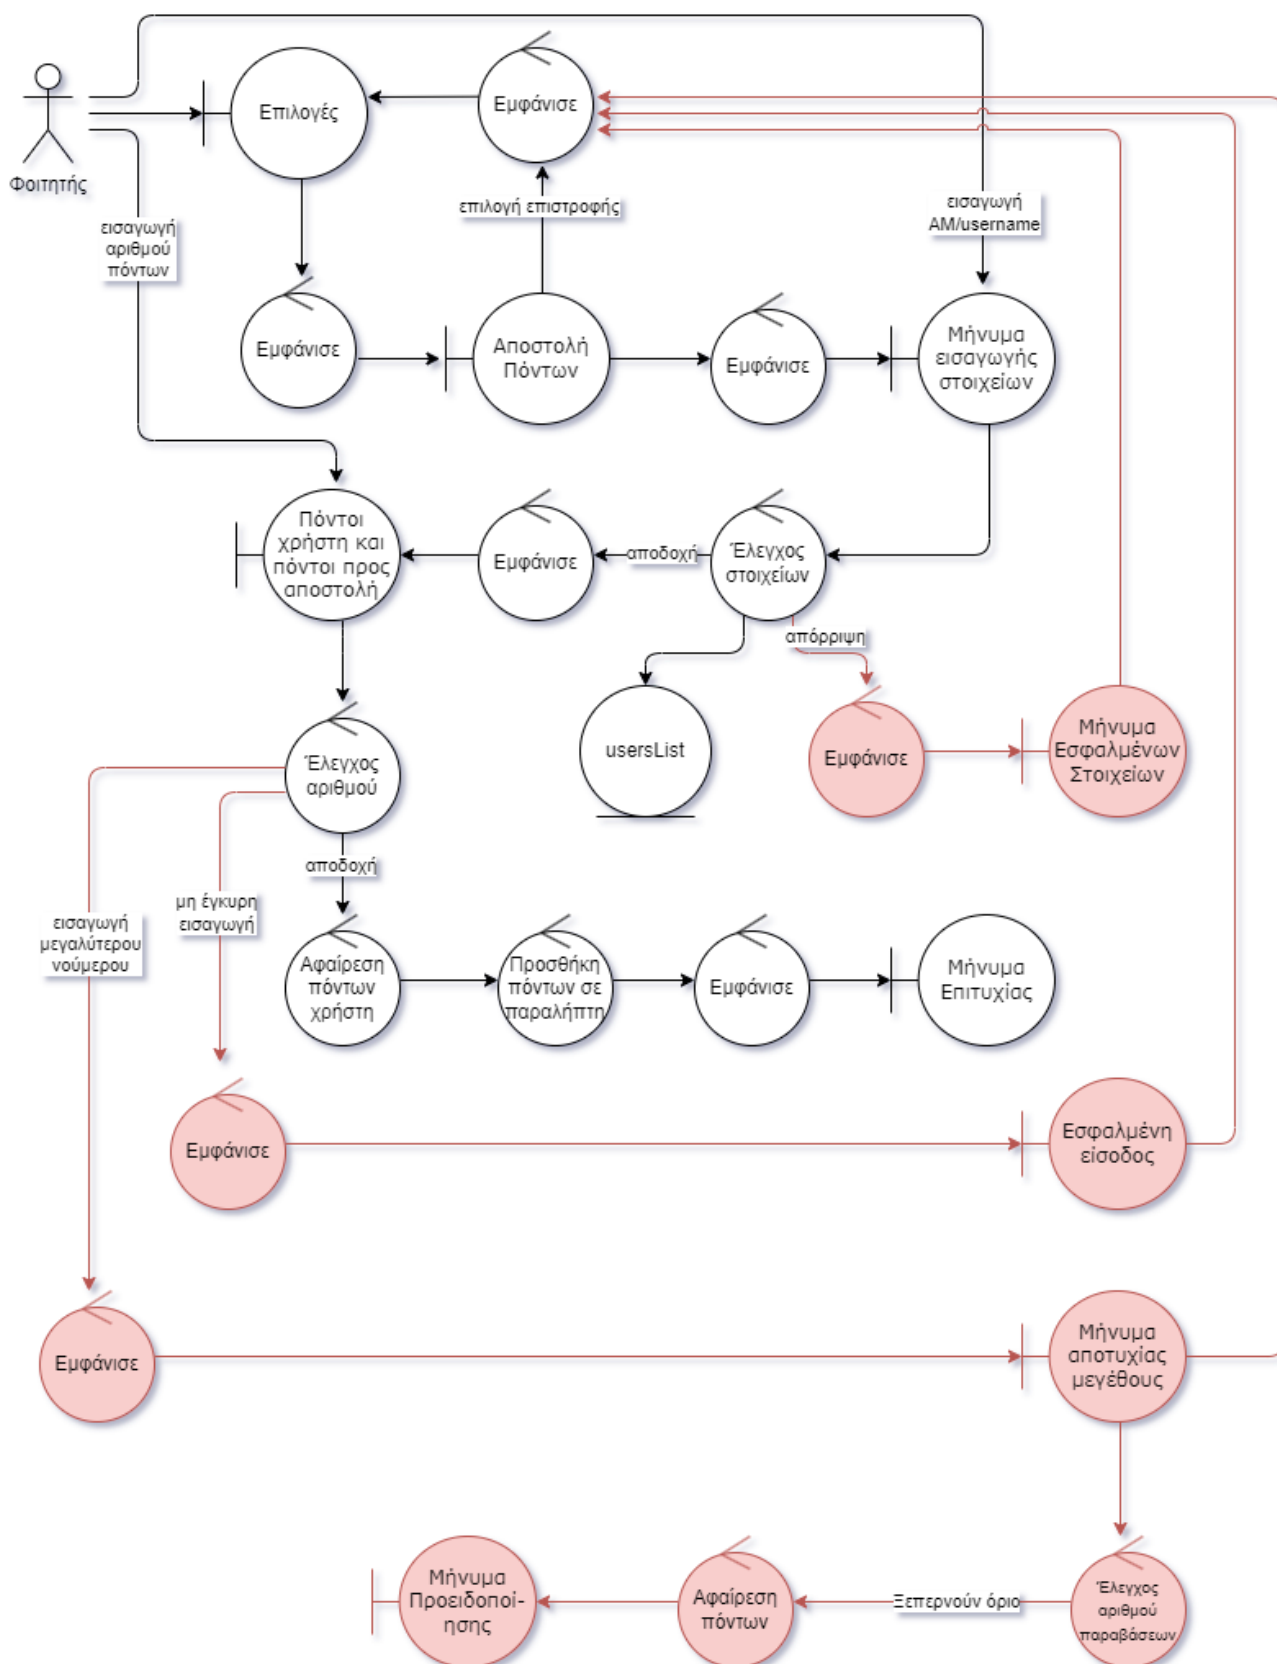 Φοιτητής
Επιλογές
Εμφάνισε
εισαγωγή
αριθμού
πόντων
επιλογή επιστροφής
εισαγωγή
AM/username
Εμφάνισε
Αποστολή
Πόντων
Εμφάνισε
Μήνυμα
εισαγωγής
στοιχείων
Πόντοι
χρήστη και
πόντοι προς
αποστολή
Εμφάνισε
αποδοχή
Έλεγχος
στοιχείων
απόρριψη
usersList
Εμφάνισε
Μήνυμα
Εσφαλμένων
Στοιχείων
Έλεγχος
αριθμού
αποδοχή
μη έγκυρη
εισαγωγή
εισαγωγή
μεγαλύτερου
νούμερου
Αφαίρεση
πόντων
χρήστη
Προσθήκη
πόντων σε
παραλήπτη
Εμφάνισε
Μήνυμα
Επιτυχίας
Εμφάνισε
Εσφαλμένη
είσοδος
Εμφάνισε
Μήνυμα
αποτυχίας
μεγέθους
Μήνυμα
Προειδοποί-
ησης
Αφαίρεση
πόντων
Ξεπερνούν όριο
Έλεγχος
αριθμού
παραβάσεων